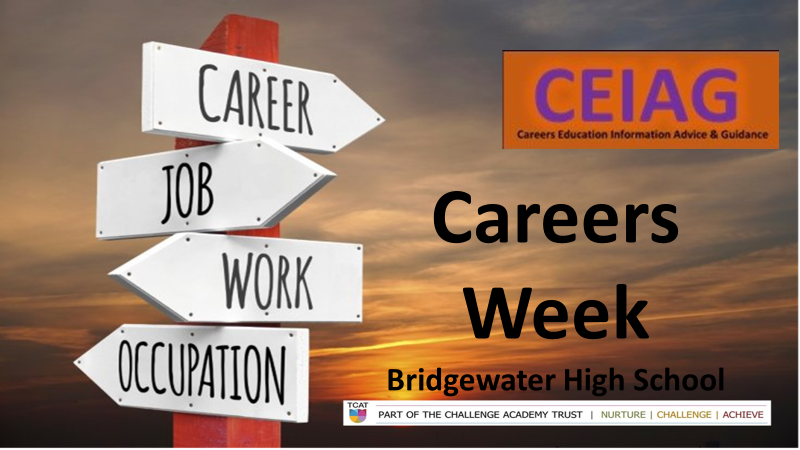 CAREER
JOB
WORK
OCCUPATION
CEIAG
Careers Education Information Advice & Guidance
Careers
Week
Bridgewater High School
TCAT
PART OF THE CHALLENGE ACADEMY TRUST | NURTURE | CHALLENGE | ACHIEVE